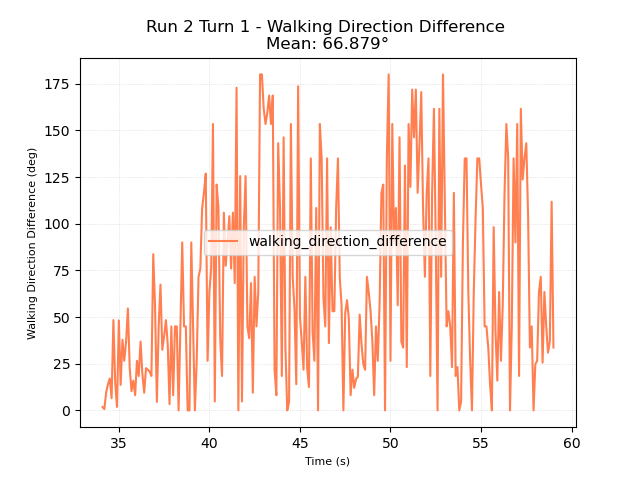 Run 2 Turn 1 - Walking Direction Difference
Mean: 66.879°
Walking Direction Difference (deg)
175
150
125
100
75
50
25
0
walking_direction_difference
35
40
45
50
55
60
Time (s)